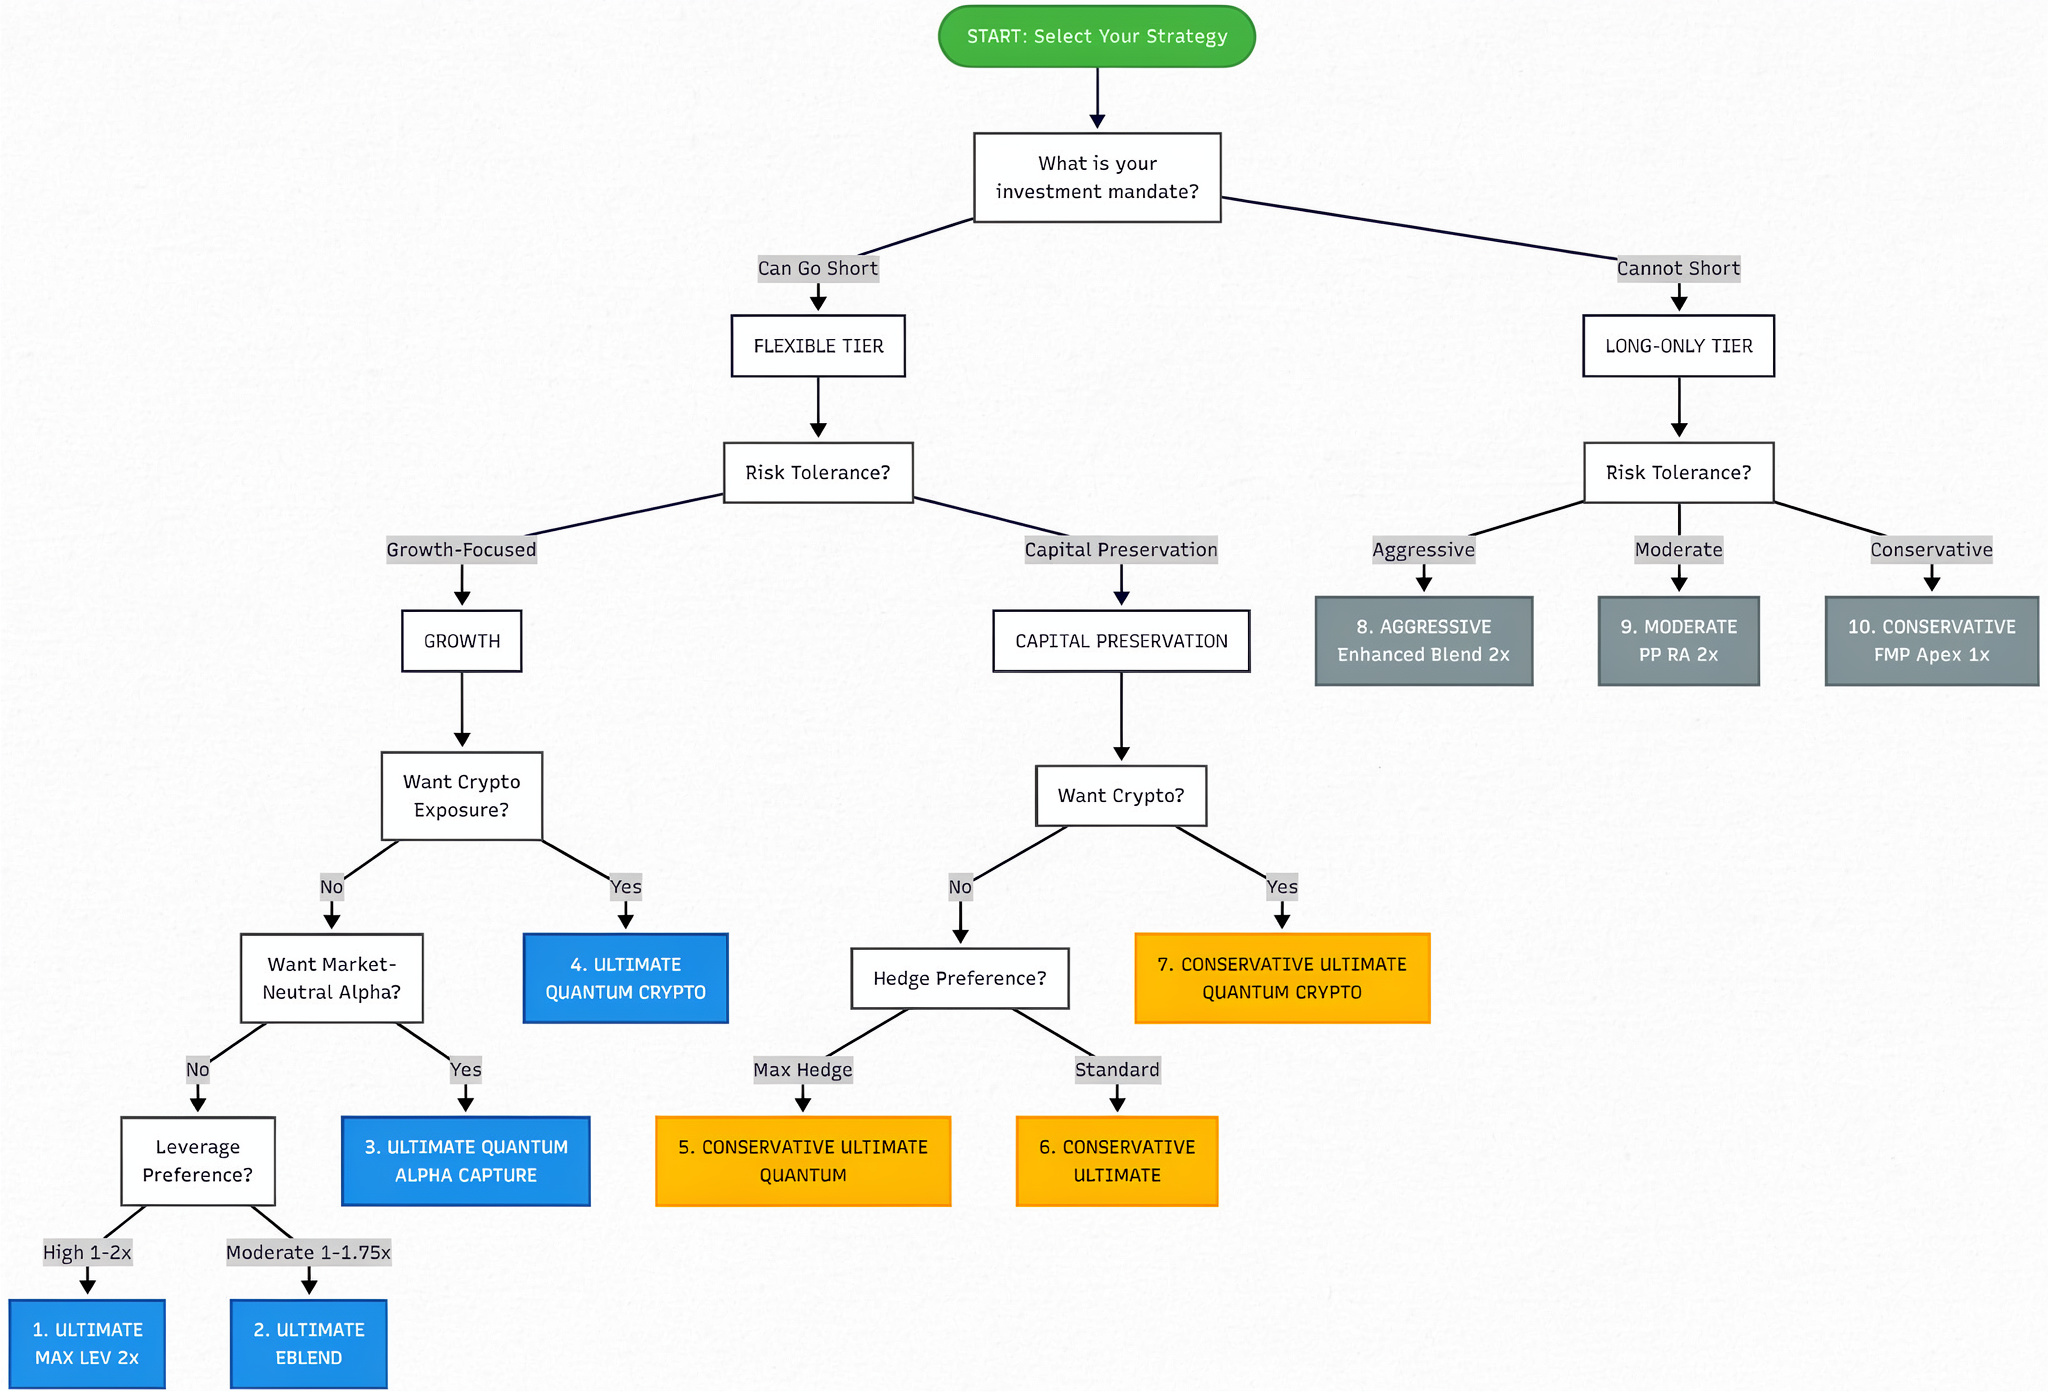 START: Select Your Strategy
What is your
investment mandate?
Can Go Short
Cannot Short
FLEXIBLE TIER
LONG-ONLY TIER
Risk Tolerance?
Risk Tolerance?
Growth-Focused
Capital Preservation
Aggressive
Moderate
Conservative
GROWTH
CAPITAL PRESERVATION
8. AGGRESSIVE
Enhanced Blend 2x
9. MODERATE
PP RA 2x
10. CONSERVATIVE
FMP Apex 1x
Want Crypto
Exposure?
Want Crypto?
No
Yes
No
Yes
Want Market-
Neutral Alpha?
4. ULTIMATE
QUANTUM CRYPTO
Hedge Preference?
7. CONSERVATIVE ULTIMATE
QUANTUM CRYPTO
No
Yes
Max Hedge
Standard
Leverage
Preference?
3. ULTIMATE QUANTUM
ALPHA CAPTURE
5. CONSERVATIVE ULTIMATE
QUANTUM
6. CONSERVATIVE
ULTIMATE
High 1-2x
Moderate 1-1.75x
1. ULTIMATE
MAX LEV 2x
2. ULTIMATE
EBLEND